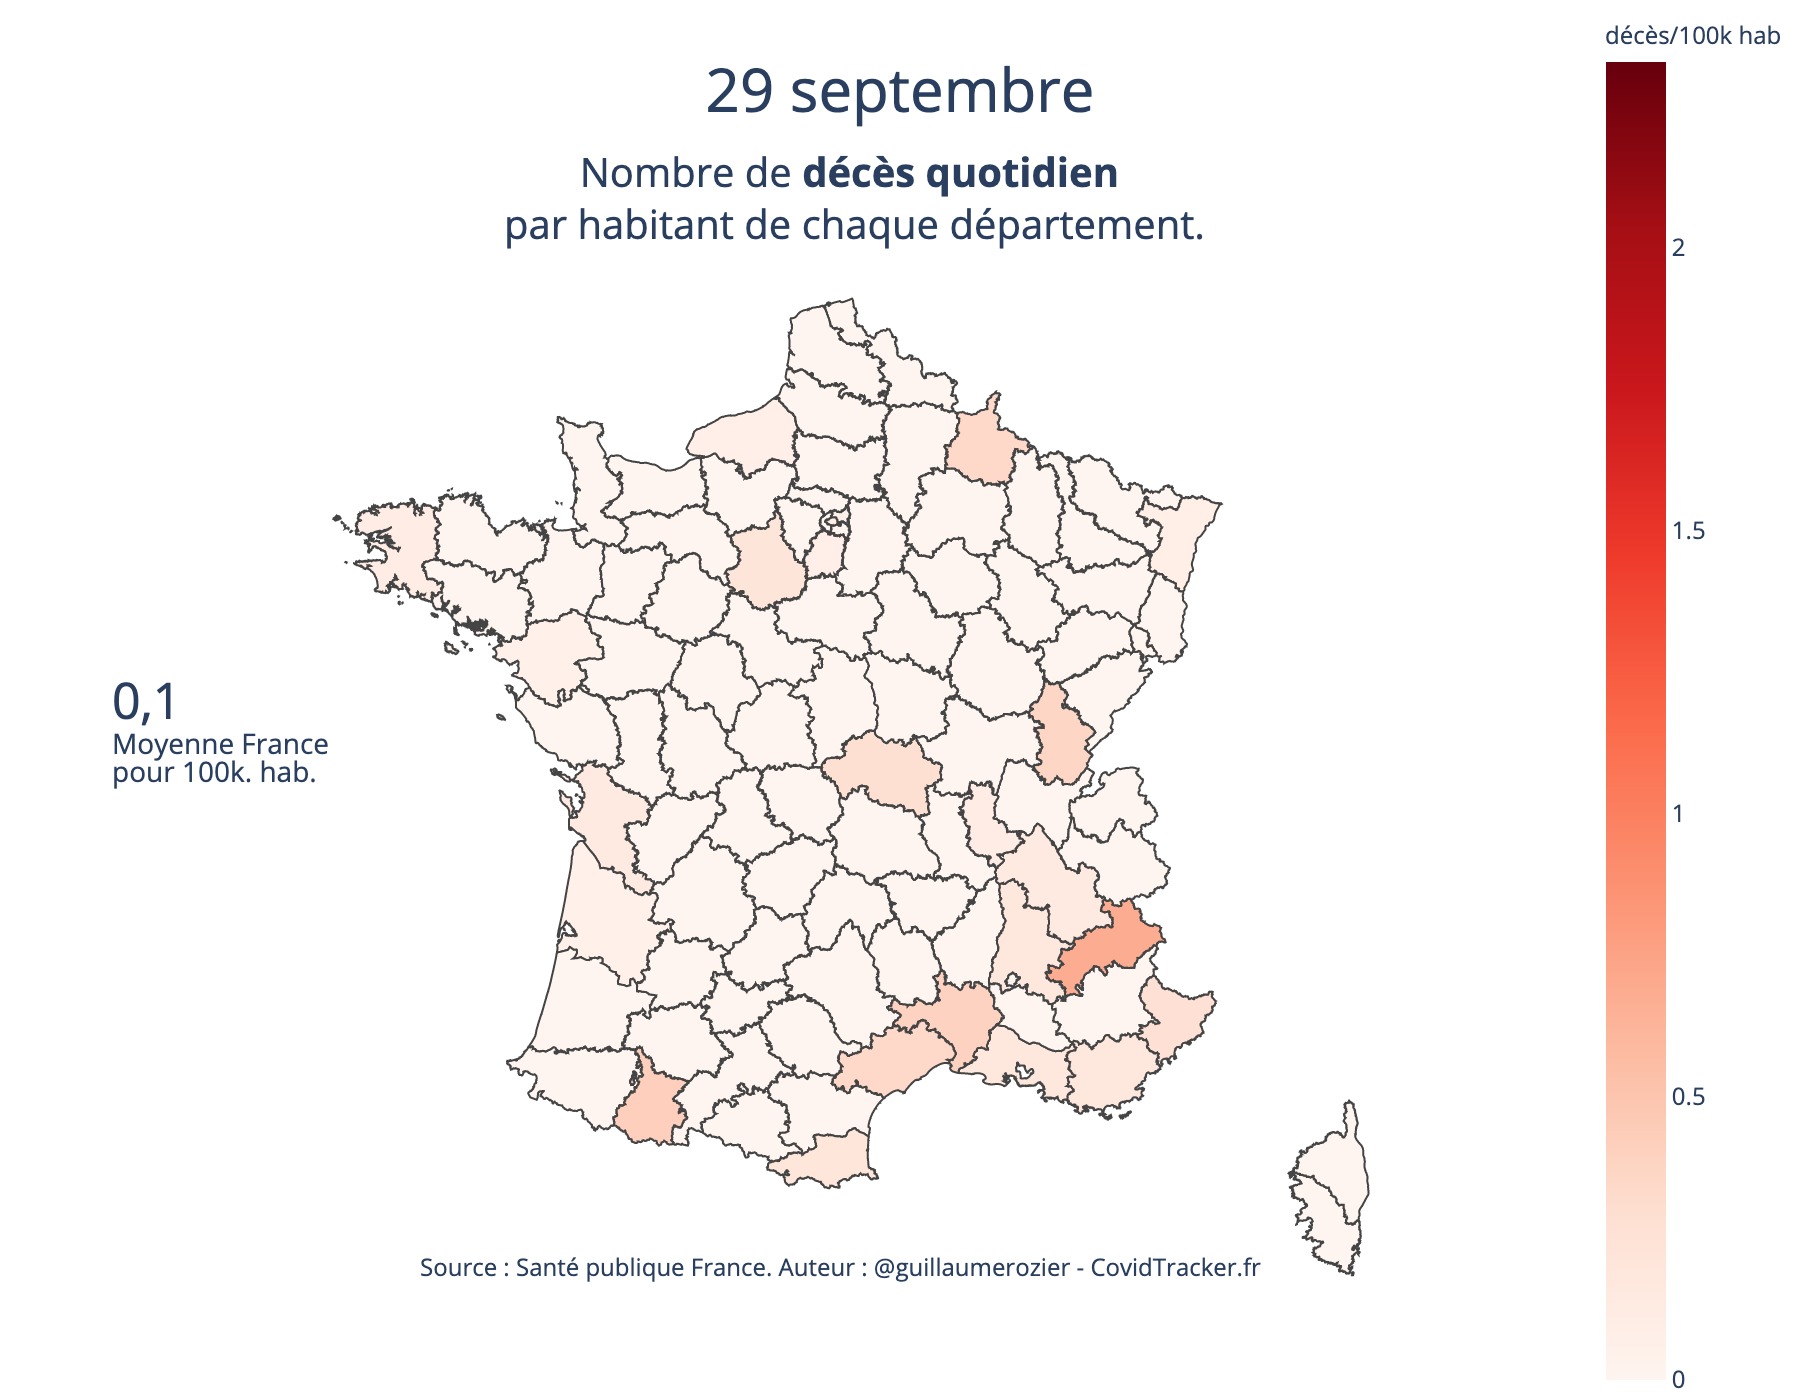 décès/100k hab
29 septembre
Nombre de décès quotidien
par habitant de chaque département.
2
1.5
1
0.5
0
0,1
Moyenne France
pour 100k. hab.
Source : Santé publique France. Auteur : @guillaumerozier - CovidTracker.fr